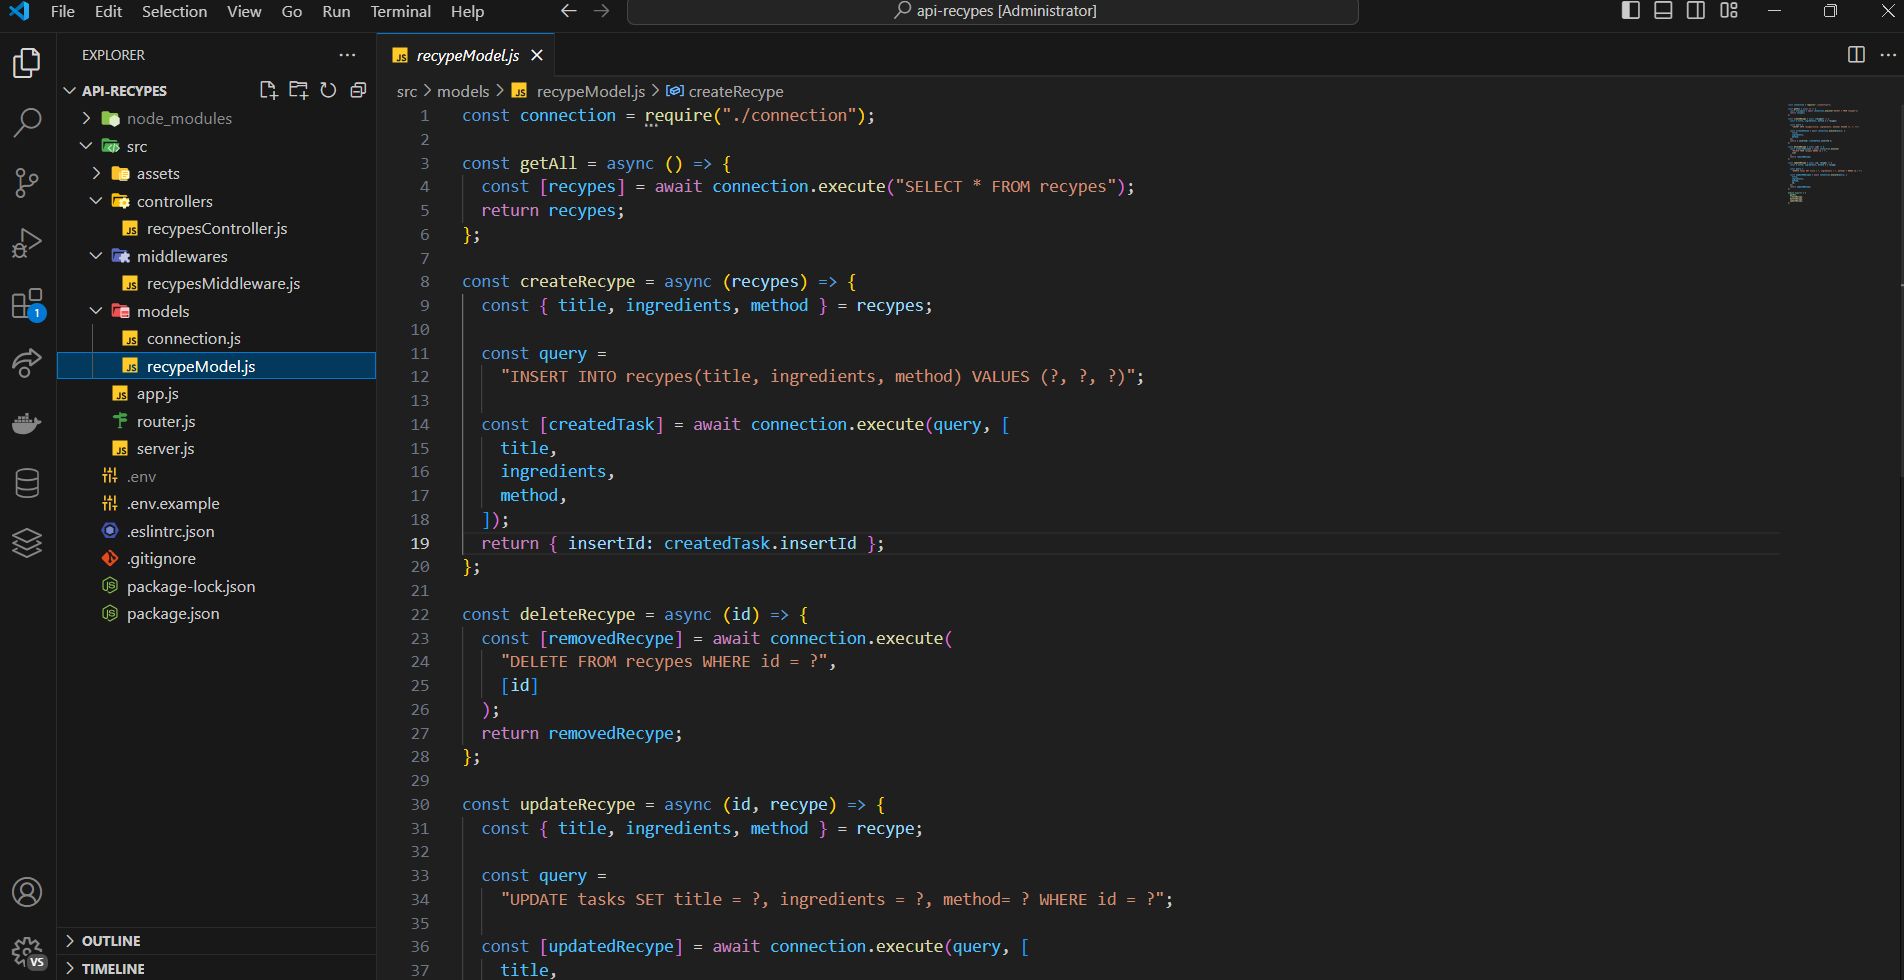 File Edit Selection View Go Run Terminal Help
api-recypes [Administrator]
EXPLORER
API-RECYPES
node_modules
src
assets
controllers
recypesController.js
middlewares
recypesMiddleware.js
models
connection.js
recypeModel.js
app.js
router.js
server.js
.env
.env.example
.eslintrc.json
.gitignore
package-lock.json
package.json
OUTLINE
TIMELINE
1
VS
recypeModel.js
src > models > recypeModel.js > createRecype
1 const connection = require("./connection");
2
3 const getAll = async () => {
4 const [recypes] = await connection.execute("SELECT * FROM recypes");
5 return recypes;
6 };
7
8 const createRecype = async (recypes) => {
9 const { title, ingredients, method } = recypes;
10
11 const query =
12 "INSERT INTO recypes(title, ingredients, method) VALUES (?, ?, ?)";
13
14 const [createdTask] = await connection.execute(query, [
15 title,
16 ingredients,
17 method,
18 ]);
19 return { insertId: createdTask.insertId };
20 };
21
22 const deleteRecype = async (id) => {
23 const [removedRecype] = await connection.execute(
24 "DELETE FROM recypes WHERE id = ?",
25 [id]
26 );
27 return removedRecype;
28 };
29
30 const updateRecype = async (id, recype) => {
31 const { title, ingredients, method } = recype;
32
33 const query =
34 "UPDATE tasks SET title = ?, ingredients = ?, method= ? WHERE id = ?";
35
36 const [updatedRecype] = await connection.execute(query, [
37 title,